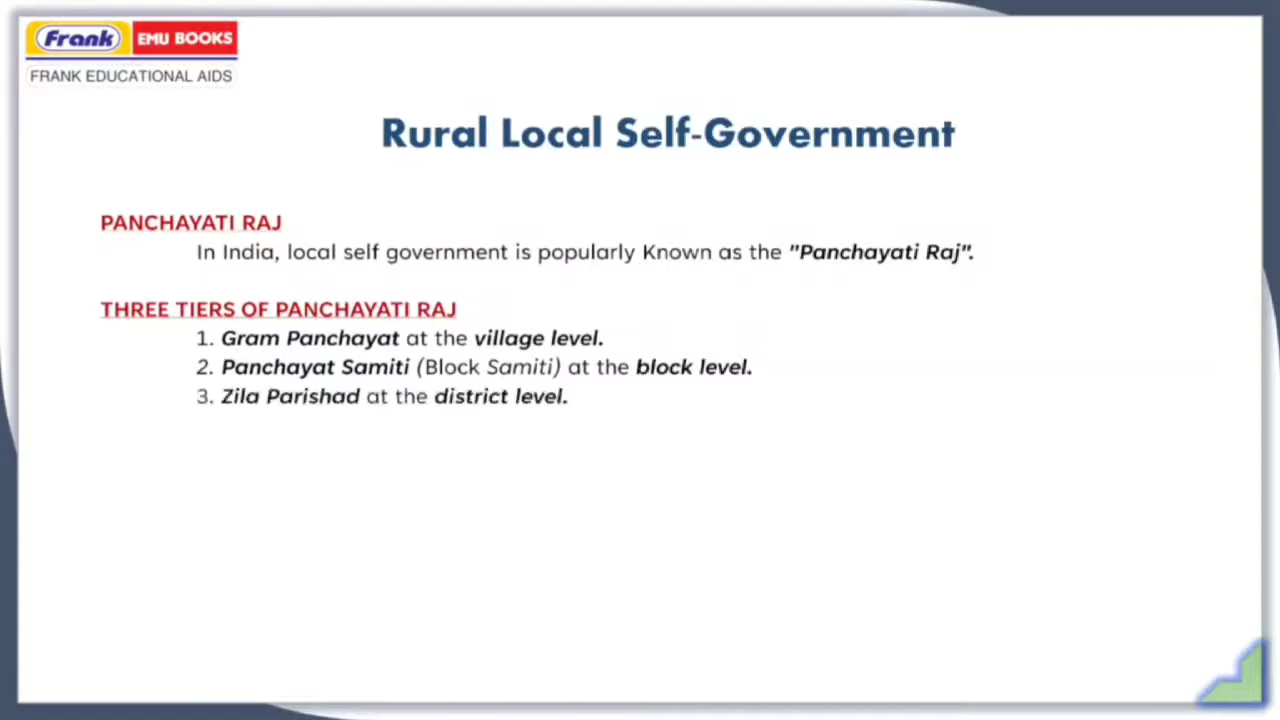 Frank EMU BOOKS
FRANK EDUCATIONAL AIDS
Rural Local Self-Government
PANCHAYATI RAJ
In India, local self government is popularly Known as the "Panchayati Raj".
THREE TIERS OF PANCHAYATI RAJ
1. Gram Panchayat at the village level.
2. Panchayat Samiti (Block Samiti) at the block level.
3. Zila Parishad at the district level.